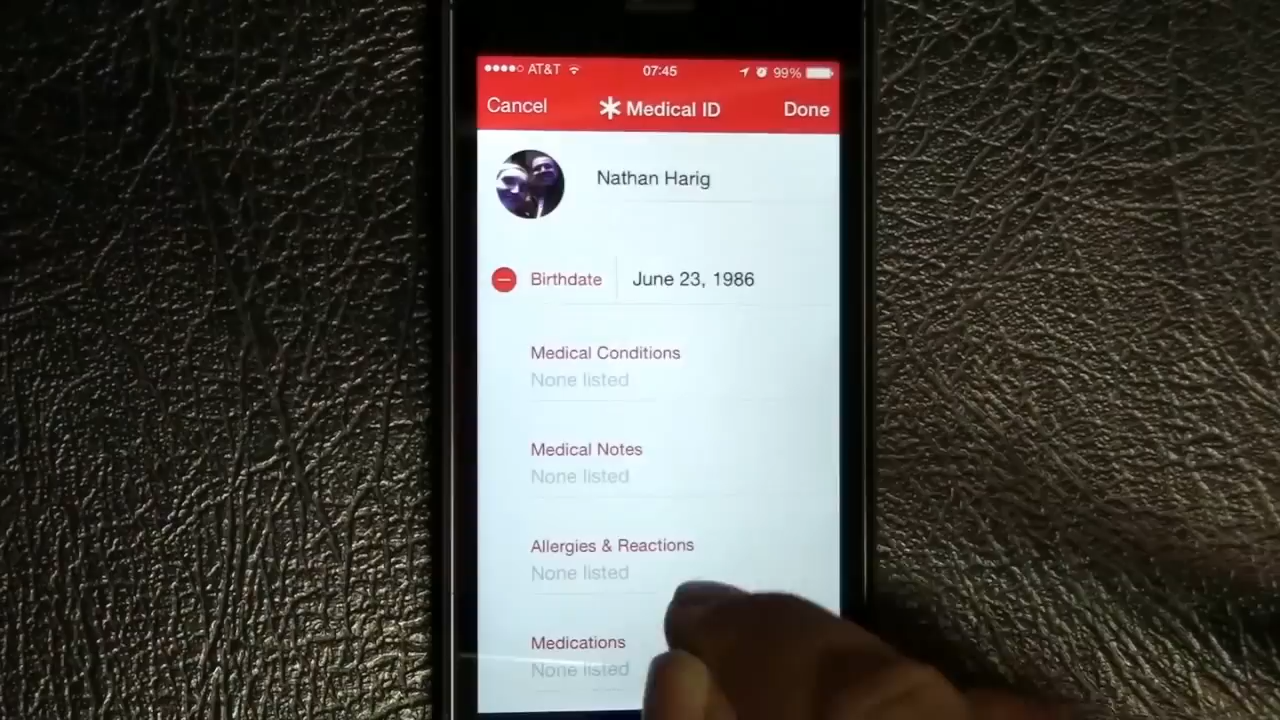 AT&T 07:45 99%
Cancel Medical ID Done
Nathan Harig
Birthdate June 23, 1986
Medical Conditions
None listed
Medical Notes
None listed
Allergies & Reactions
None listed
Medications
None listed